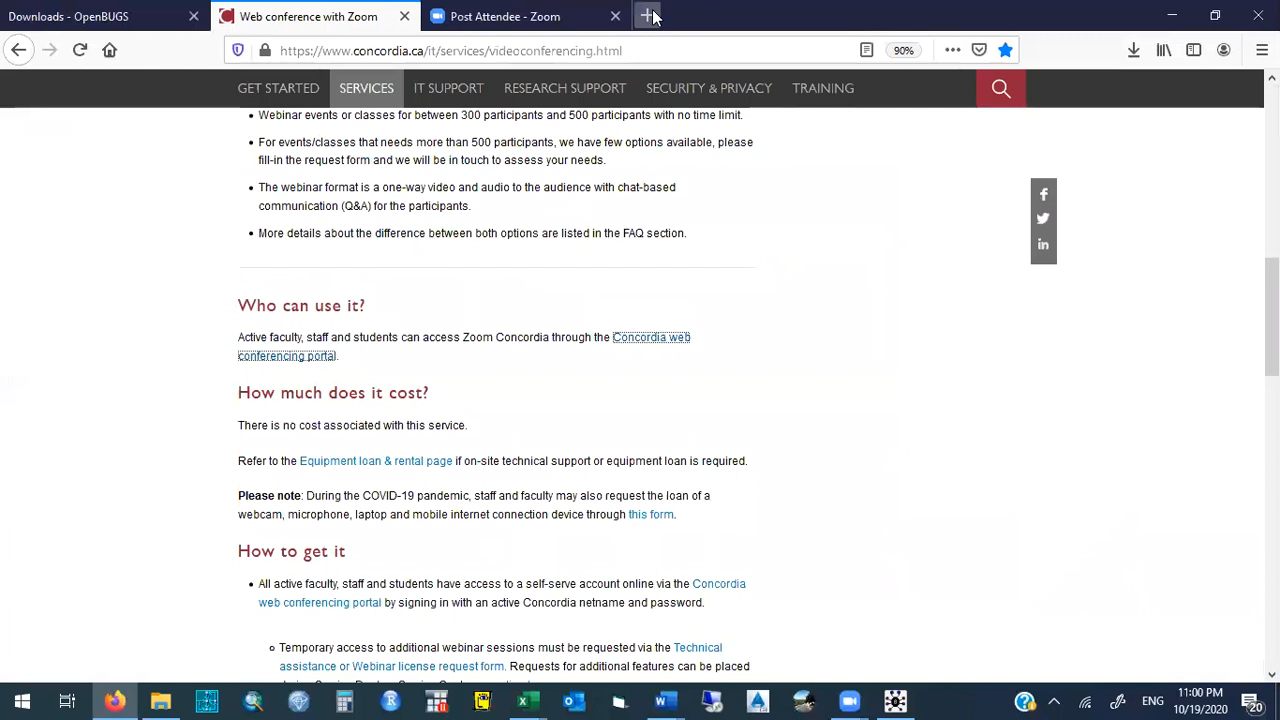 Downloads - OpenBUGS
Web conference with Zoom
Post Attendee - Zoom
https://www.concordia.ca/it/services/videoconferencing.html
90%
GET STARTED SERVICES IT SUPPORT RESEARCH SUPPORT SECURITY & PRIVACY TRAINING
• Webinar events or classes for between 300 participants and 500 participants with no time limit.
• For events/classes that needs more than 500 participants, we have few options available, please
fill-in the request form and we will be in touch to assess your needs.
• The webinar format is a one-way video and audio to the audience with chat-based
communication (Q&A) for the participants.
• More details about the difference between both options are listed in the FAQ section.
Who can use it?
Active faculty, staff and students can access Zoom Concordia through the Concordia web
conferencing portal.
How much does it cost?
There is no cost associated with this service.
Refer to the Equipment loan & rental page if on-site technical support or equipment loan is required.
Please note: During the COVID-19 pandemic, staff and faculty may also request the loan of a
webcam, microphone, laptop and mobile internet connection device through this form.
How to get it
• All active faculty, staff and students have access to a self-serve account online via the Concordia
web conferencing portal by signing in with an active Concordia netname and password.
Temporary access to additional webinar sessions must be requested via the Technical
assistance or Webinar license request form. Requests for additional features can be placed
ENG
11:00 PM
10/19/2020
20